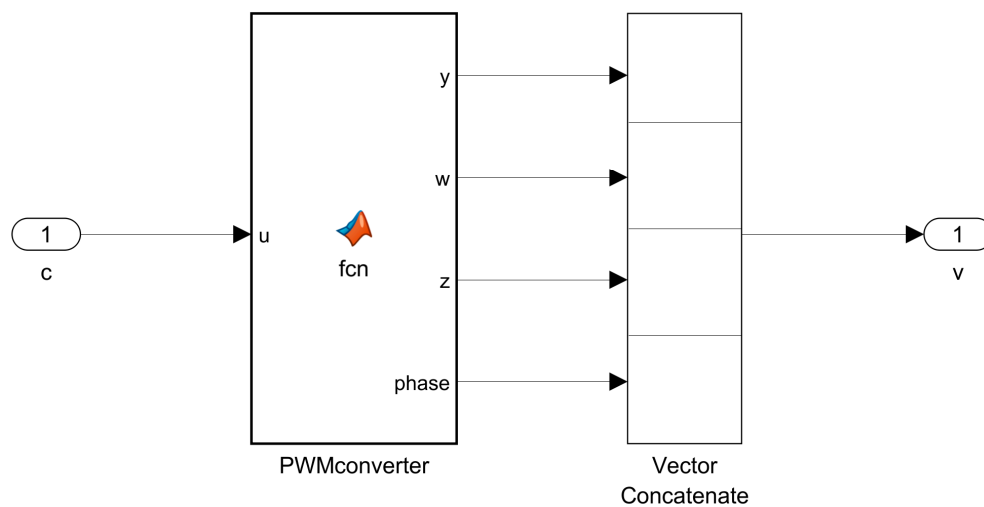 y
w
1
u
fcn
1
c
z
v
phase
PWMconverter
Vector
Concatenate